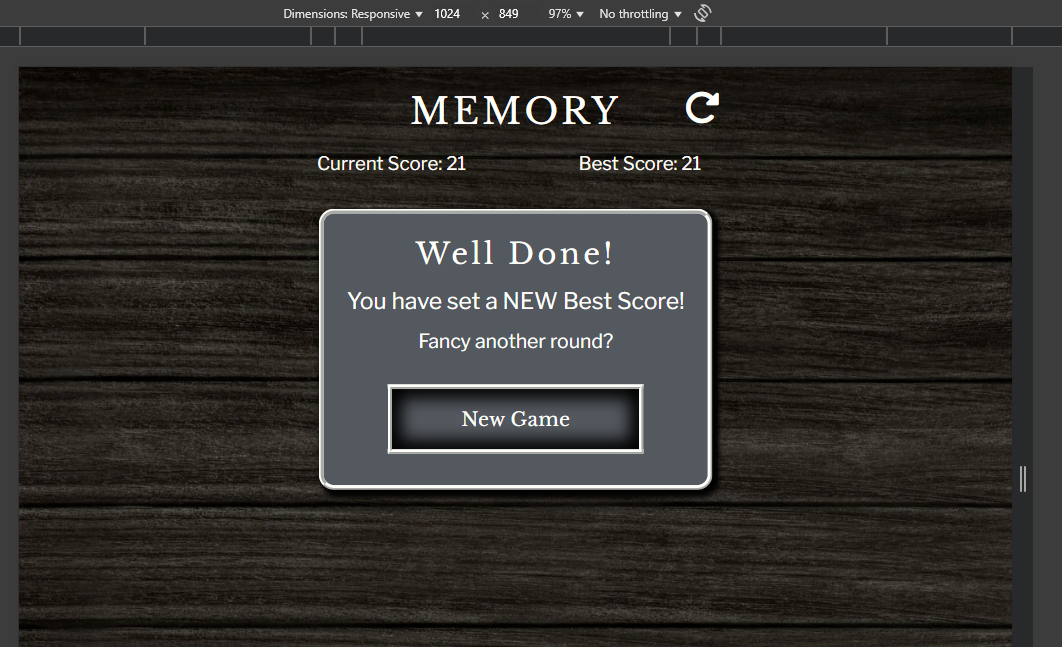 Dimensions: Responsive 1024 × 849 97% No throttling
MEMORY
Current Score: 21 Best Score: 21
Well Done!
You have set a NEW Best Score!
Fancy another round?
New Game